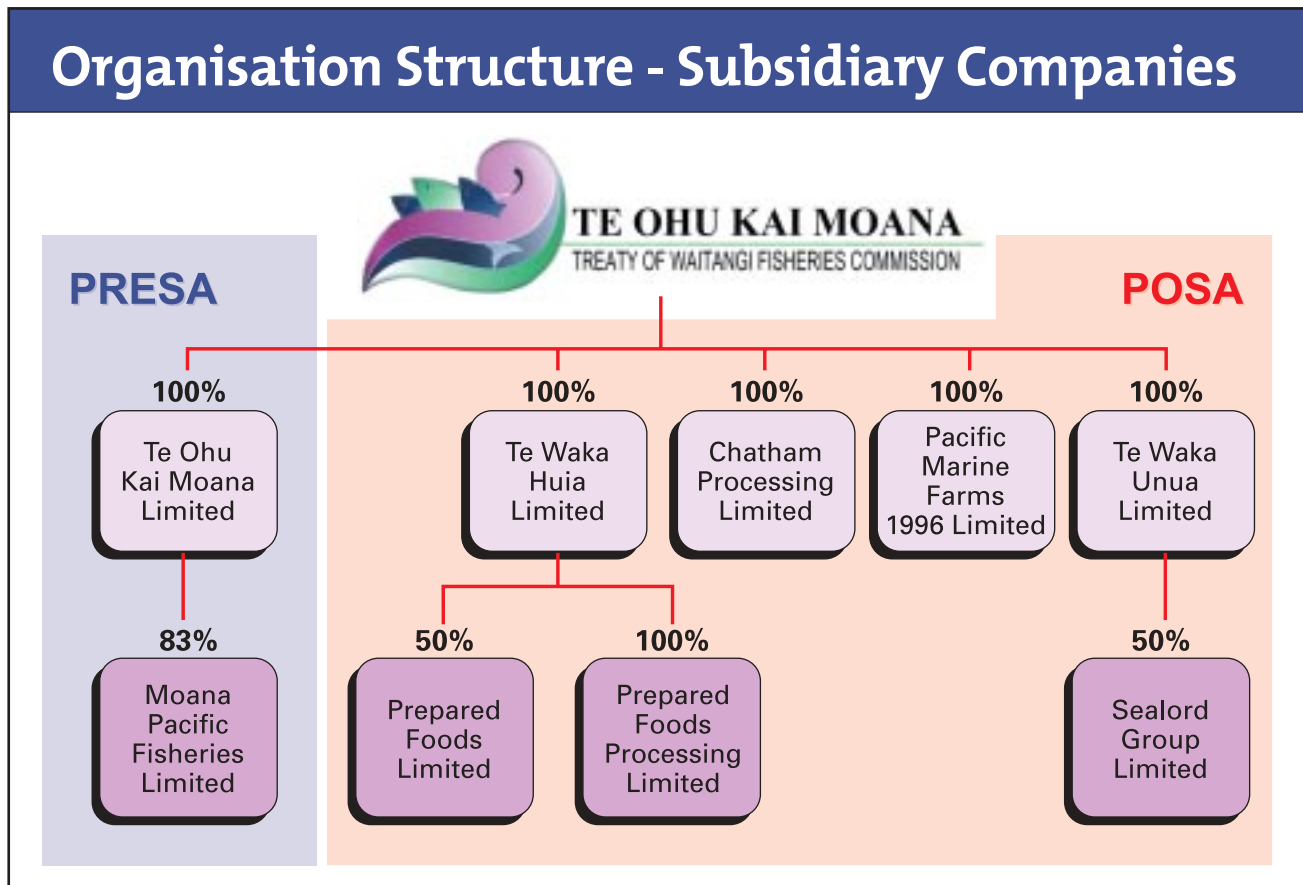 Organisation Structure - Subsidiary Companies
TE OHU KAI MOANA
TREATY OF WAITANGI FISHERIES COMMISSION
PRESA
POSA
100%
Te Ohu
Kai Moana
Limited
100%
Te Waka
Huia
Limited
100%
Chatham
Processing
Limited
100%
Pacific
Marine
Farms
1996 Limited
100%
Te Waka
Unua
Limited
83%
Moana
Pacific
Fisheries
Limited
50%
Prepared
Foods
Limited
100%
Prepared
Foods
Processing
Limited
50%
Sealord
Group
Limited